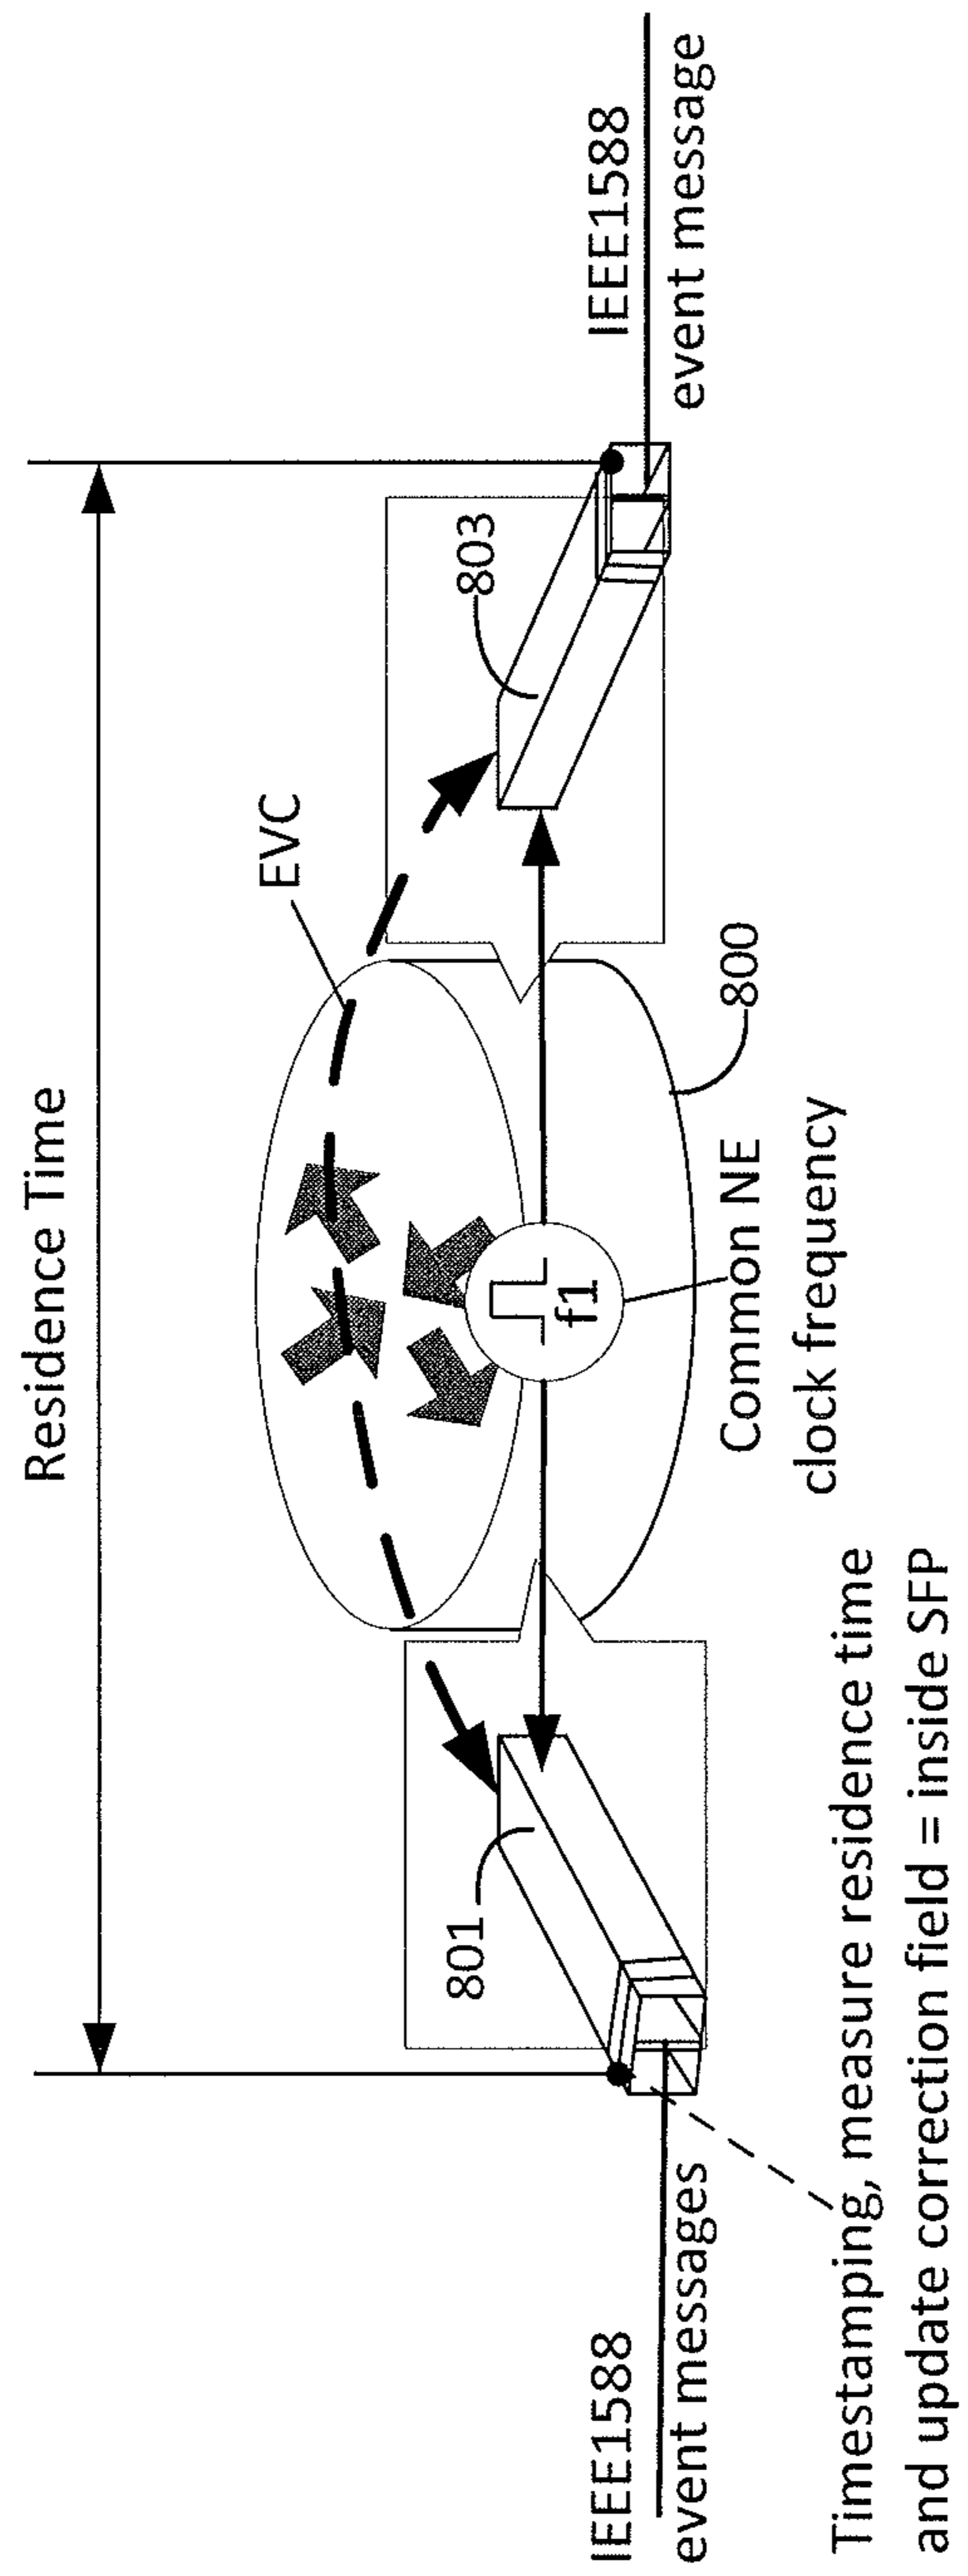 Residence Time
EVC
IEEE1588
event messages
801
f1
803
IEEE1588
event message
800
Common NE
clock frequency
Timestamping, measure residence time
and update correction field = inside SFP